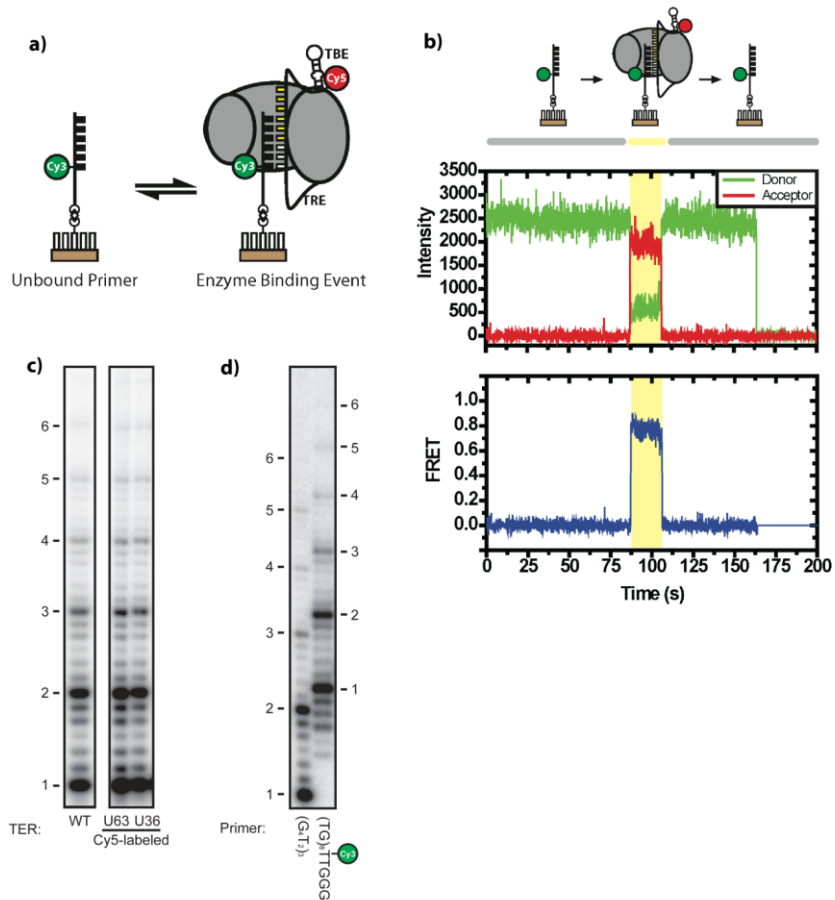 a)
TBE
Cy5
Cy3
Cy3
TRE
Unbound Primer
Enzyme Binding Event
b)
3500
3000
2500
2000
1500
1000
500
0
Intensity
Donor
Acceptor
1.0
0.8
0.6
0.4
0.2
0.0
FRET
0 25 50 75 100 125 150 175 200
Time (s)
c)
6
5
4
3
2
1
TER:
WT
U63 U36
Cy5-labeled
d)
6
5
4
3
2
1
6
5
4
3
2
1
Primer:
(G₄T₂)₃
(TG)₈TTGGG
Cy3